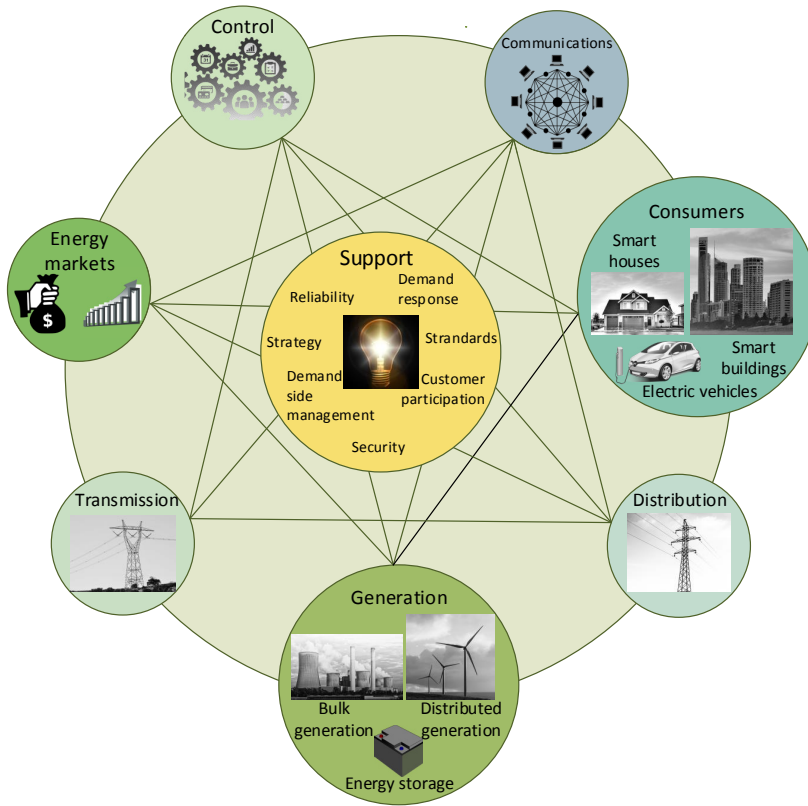 Control
Communications
Consumers
Smart
houses
Smart
buildings
Electric vehicles
Energy
markets
$
Support
Reliability
Demand
response
Strategy
Strandards
Demand
side
management
Customer
participation
Security
Transmission
Distribution
Generation
Bulk
generation
Distributed
generation
Energy storage